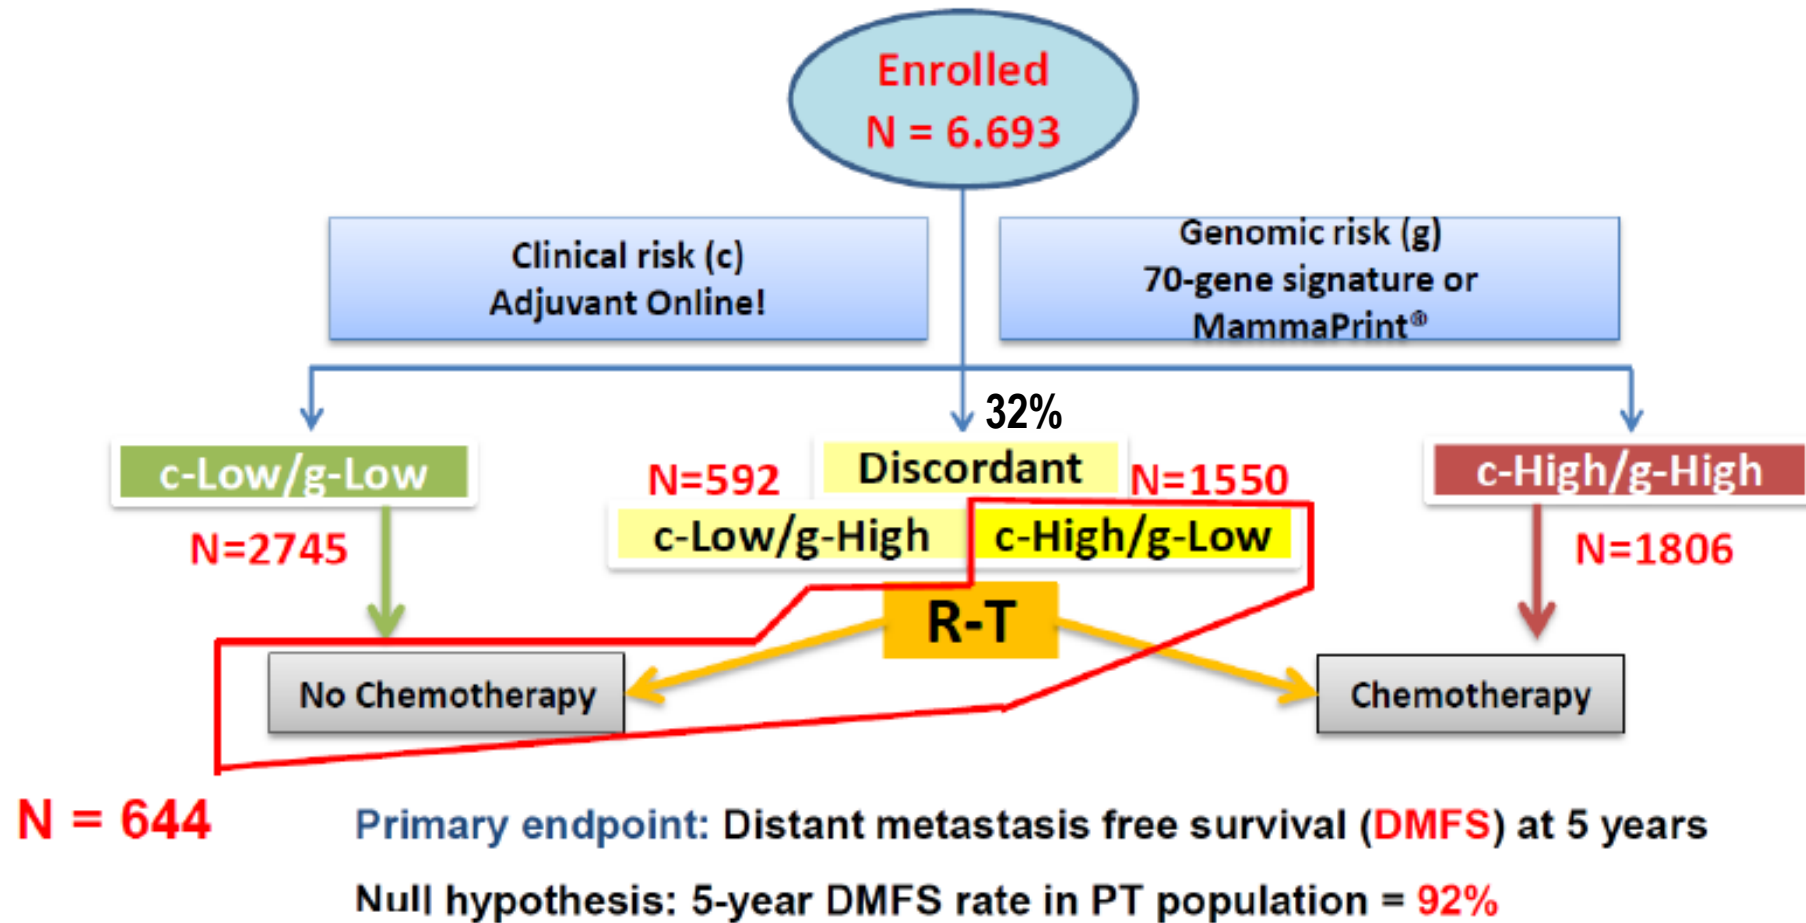 Enrolled
N = 6.693
Clinical risk (c)
Adjuvant Online!
Genomic risk (g)
70-gene signature or
MammaPrint®
32%
c-Low/g-Low
N=592
Discordant
N=1550
c-High/g-High
N=2745
c-Low/g-High
c-High/g-Low
N=1806
R-T
No Chemotherapy
Chemotherapy
N = 644
Primary endpoint: Distant metastasis free survival (DMFS) at 5 years
Null hypothesis: 5-year DMFS rate in PT population = 92%